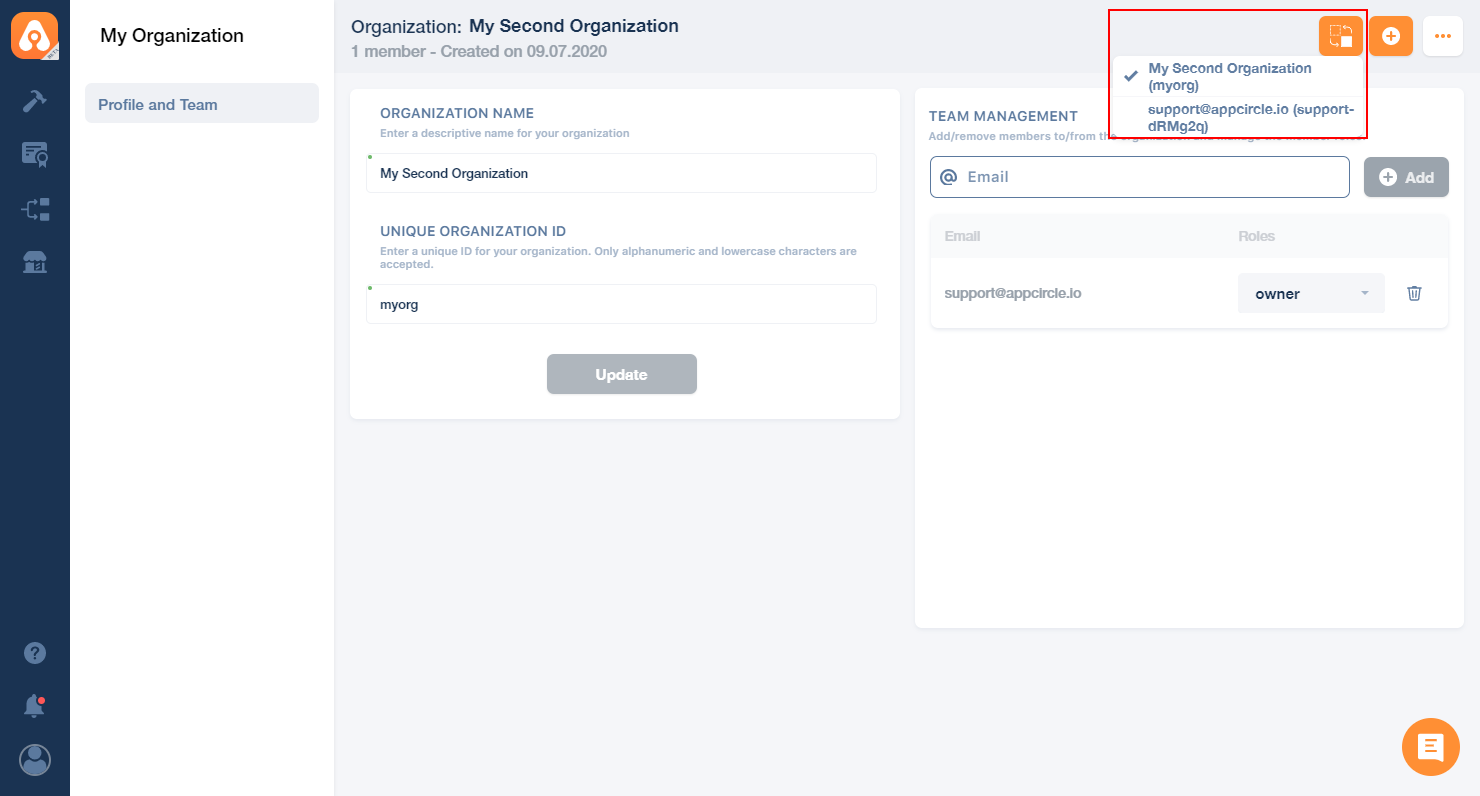 BETA
My Organization
Profile and Team
Organization: My Second Organization
1 member - Created on 09.07.2020
My Second Organization
(myorg)
support@appcircle.io (support-
dRMg2q)
ORGANIZATION NAME
Enter a descriptive name for your organization
My Second Organization
UNIQUE ORGANIZATION ID
Enter a unique ID for your organization. Only alphanumeric and lowercase characters are
accepted.
myorg
Update
TEAM MANAGEMENT
Add/remove members to/from the
Email
Add
Email Roles
support@appcircle.io owner